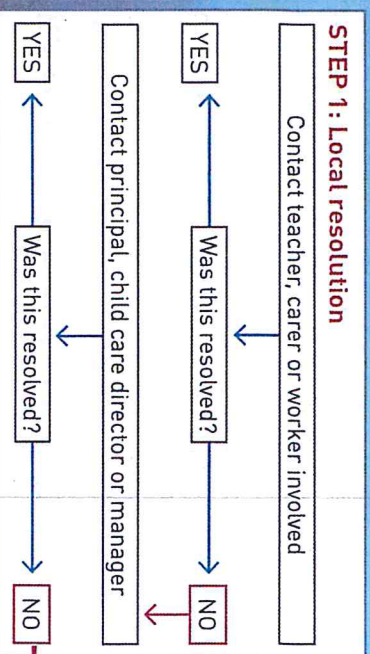 STEP 1: Local resolution
Contact teacher, carer or worker involved
YES
Was this resolved?
NO
Contact principal, child care director or manager
YES
Was this resolved?
NO